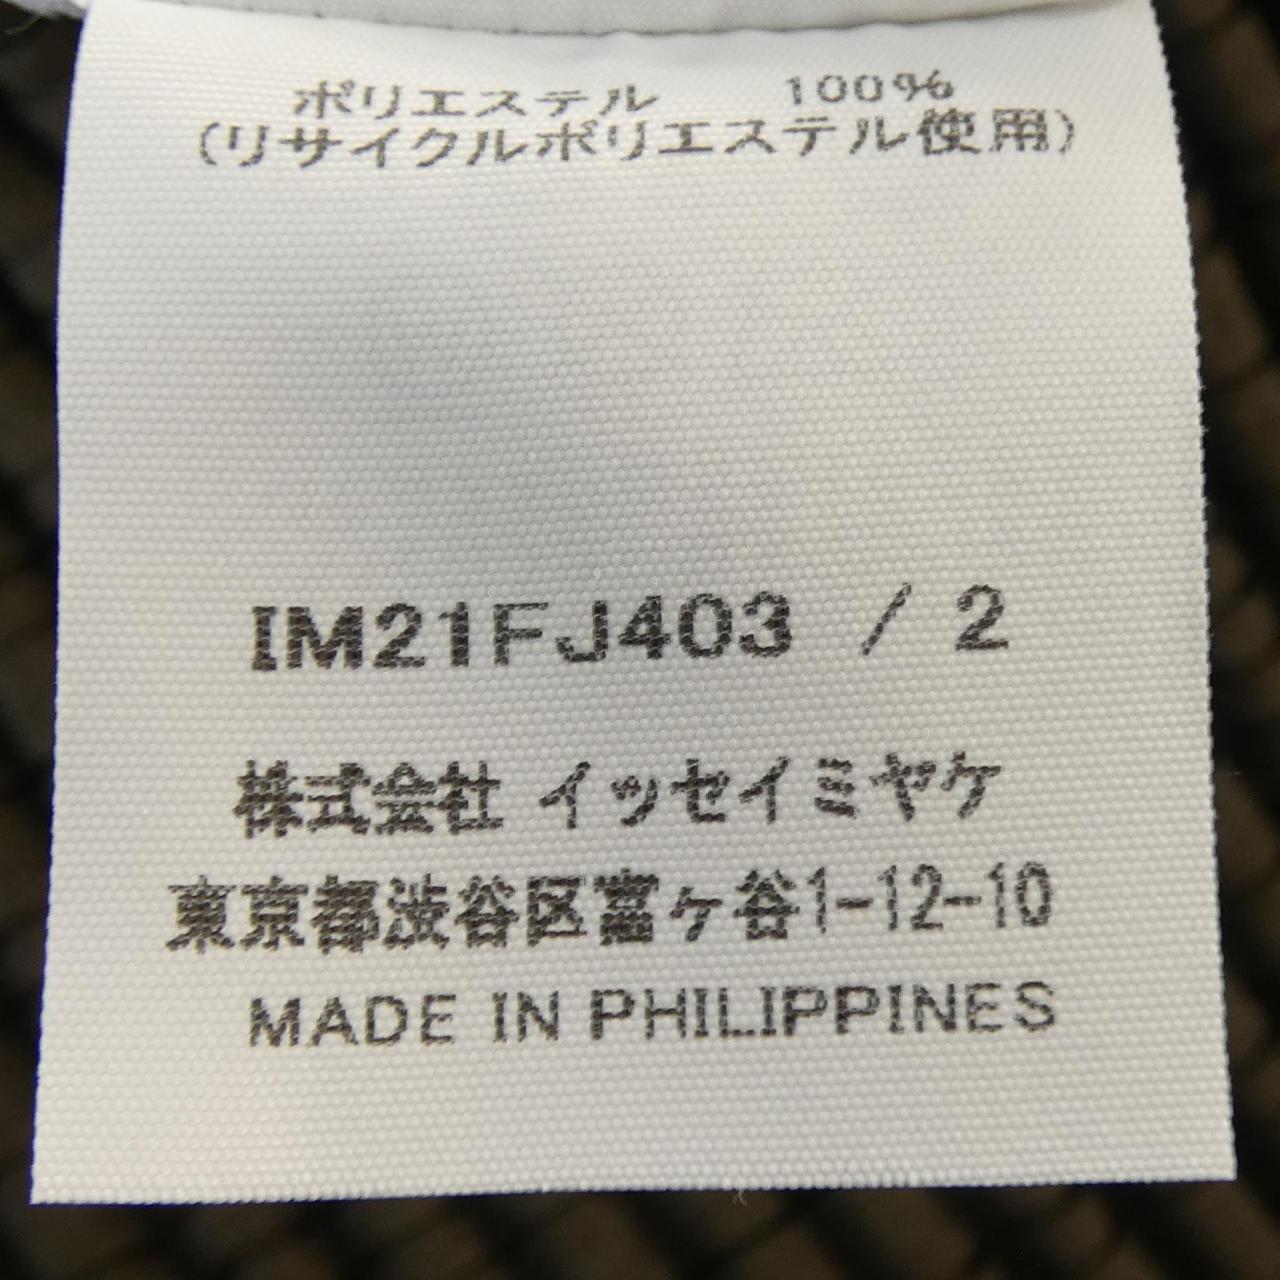 ポリエステル 100%
(リサイクルポリエステル使用)
IM21FJ403 / 2
株式会社 イッセイミヤケ
東京都渋谷区富ヶ谷1-12-10
MADE IN PHILIPPINES